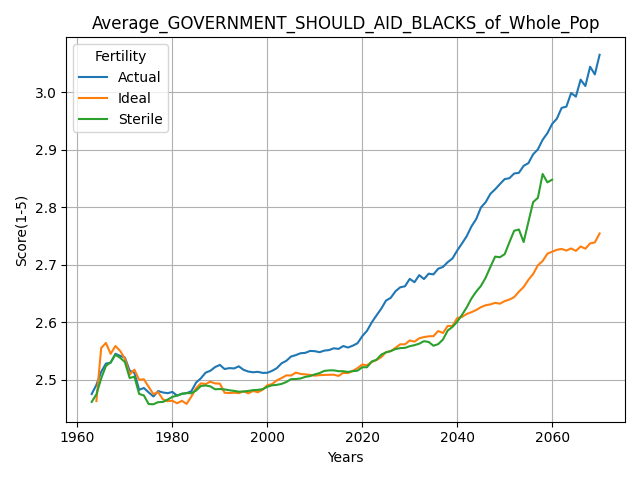 Average_GOVERNMENT_SHOULD_AID_BLACKS_of_Whole_Pop
Fertility
Actual
Ideal
Sterile
Score(1-5)
3.0
2.9
2.8
2.7
2.6
2.5
1960 1980 2000 2020 2040 2060
Years